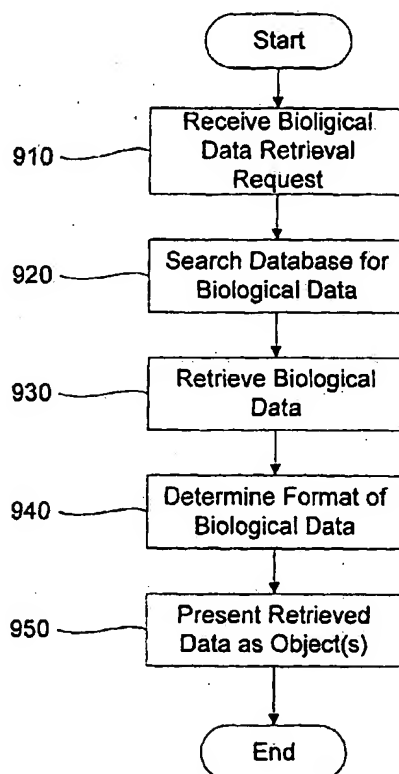 Start
910
Receive Bioligical
Data Retrieval
Request
920
Search Database for
Biological Data
930
Retrieve Biological
Data
940
Determine Format of
Biological Data
950
Present Retrieved
Data as Object(s)
End